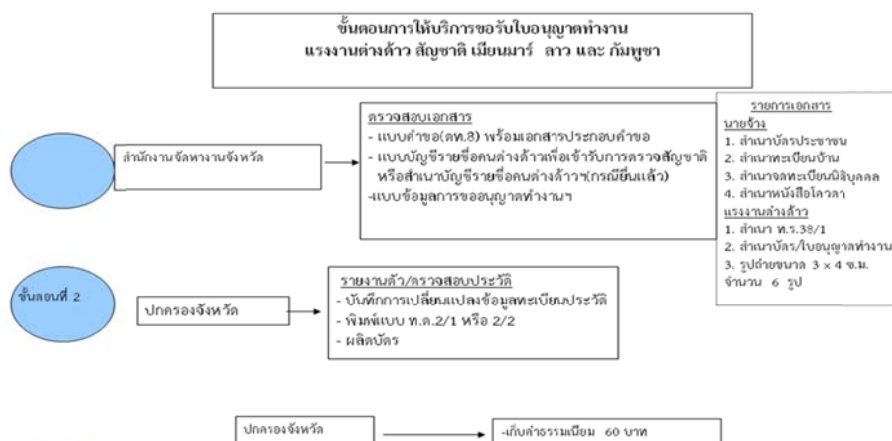 ขั้นตอนการให้บริการขอรับใบอนุญาตทำงาน
แรงงานต่างด้าว สัญชาติ เมียนมาร์ ลาว และ กัมพูชา
สำนักงานจัดหางานจังหวัด
ตรวจสอบเอกสาร
- แบบคำขอ(ตท.8) พร้อมเอกสารประกอบคำขอ
- แบบบัญชีรายชื่อคนต่างด้าวเพื่อเข้ารับการตรวจสัญชาติ
หรือสำเนาบัญชีรายชื่อคนต่างด้าวฯ(กรณียื่นแล้ว)
-แบบข้อมูลการขออนุญาตทำงานฯ
รายการเอกสาร
นายจ้าง
1. สำเนาบัตรประชาชน
2. สำเนาทะเบียนบ้าน
3. สำเนาจดทะเบียนนิติบุคคล
4. สำเนาหนังสือโควตา
แรงงานต่างด้าว
1. สำเนา ท.ร.38/1
2. สำเนาบัตร/ใบอนุญาตทำงาน
3. รูปถ่ายขนาด 3 × 4 ซ.ม.
จำนวน 6 รูป
ขั้นตอนที่ 2
ปกครองจังหวัด
รายงานตัว/ตรวจสอบประวัติ
- บันทึกการเปลี่ยนแปลงข้อมูลทะเบียนประวัติ
- พิมพ์แบบ ท.ต.2/1 หรือ 2/2
- ผลิตบัตร
ปกครองจังหวัด
-เก็บค่าธรรมเนียม 60 บาท